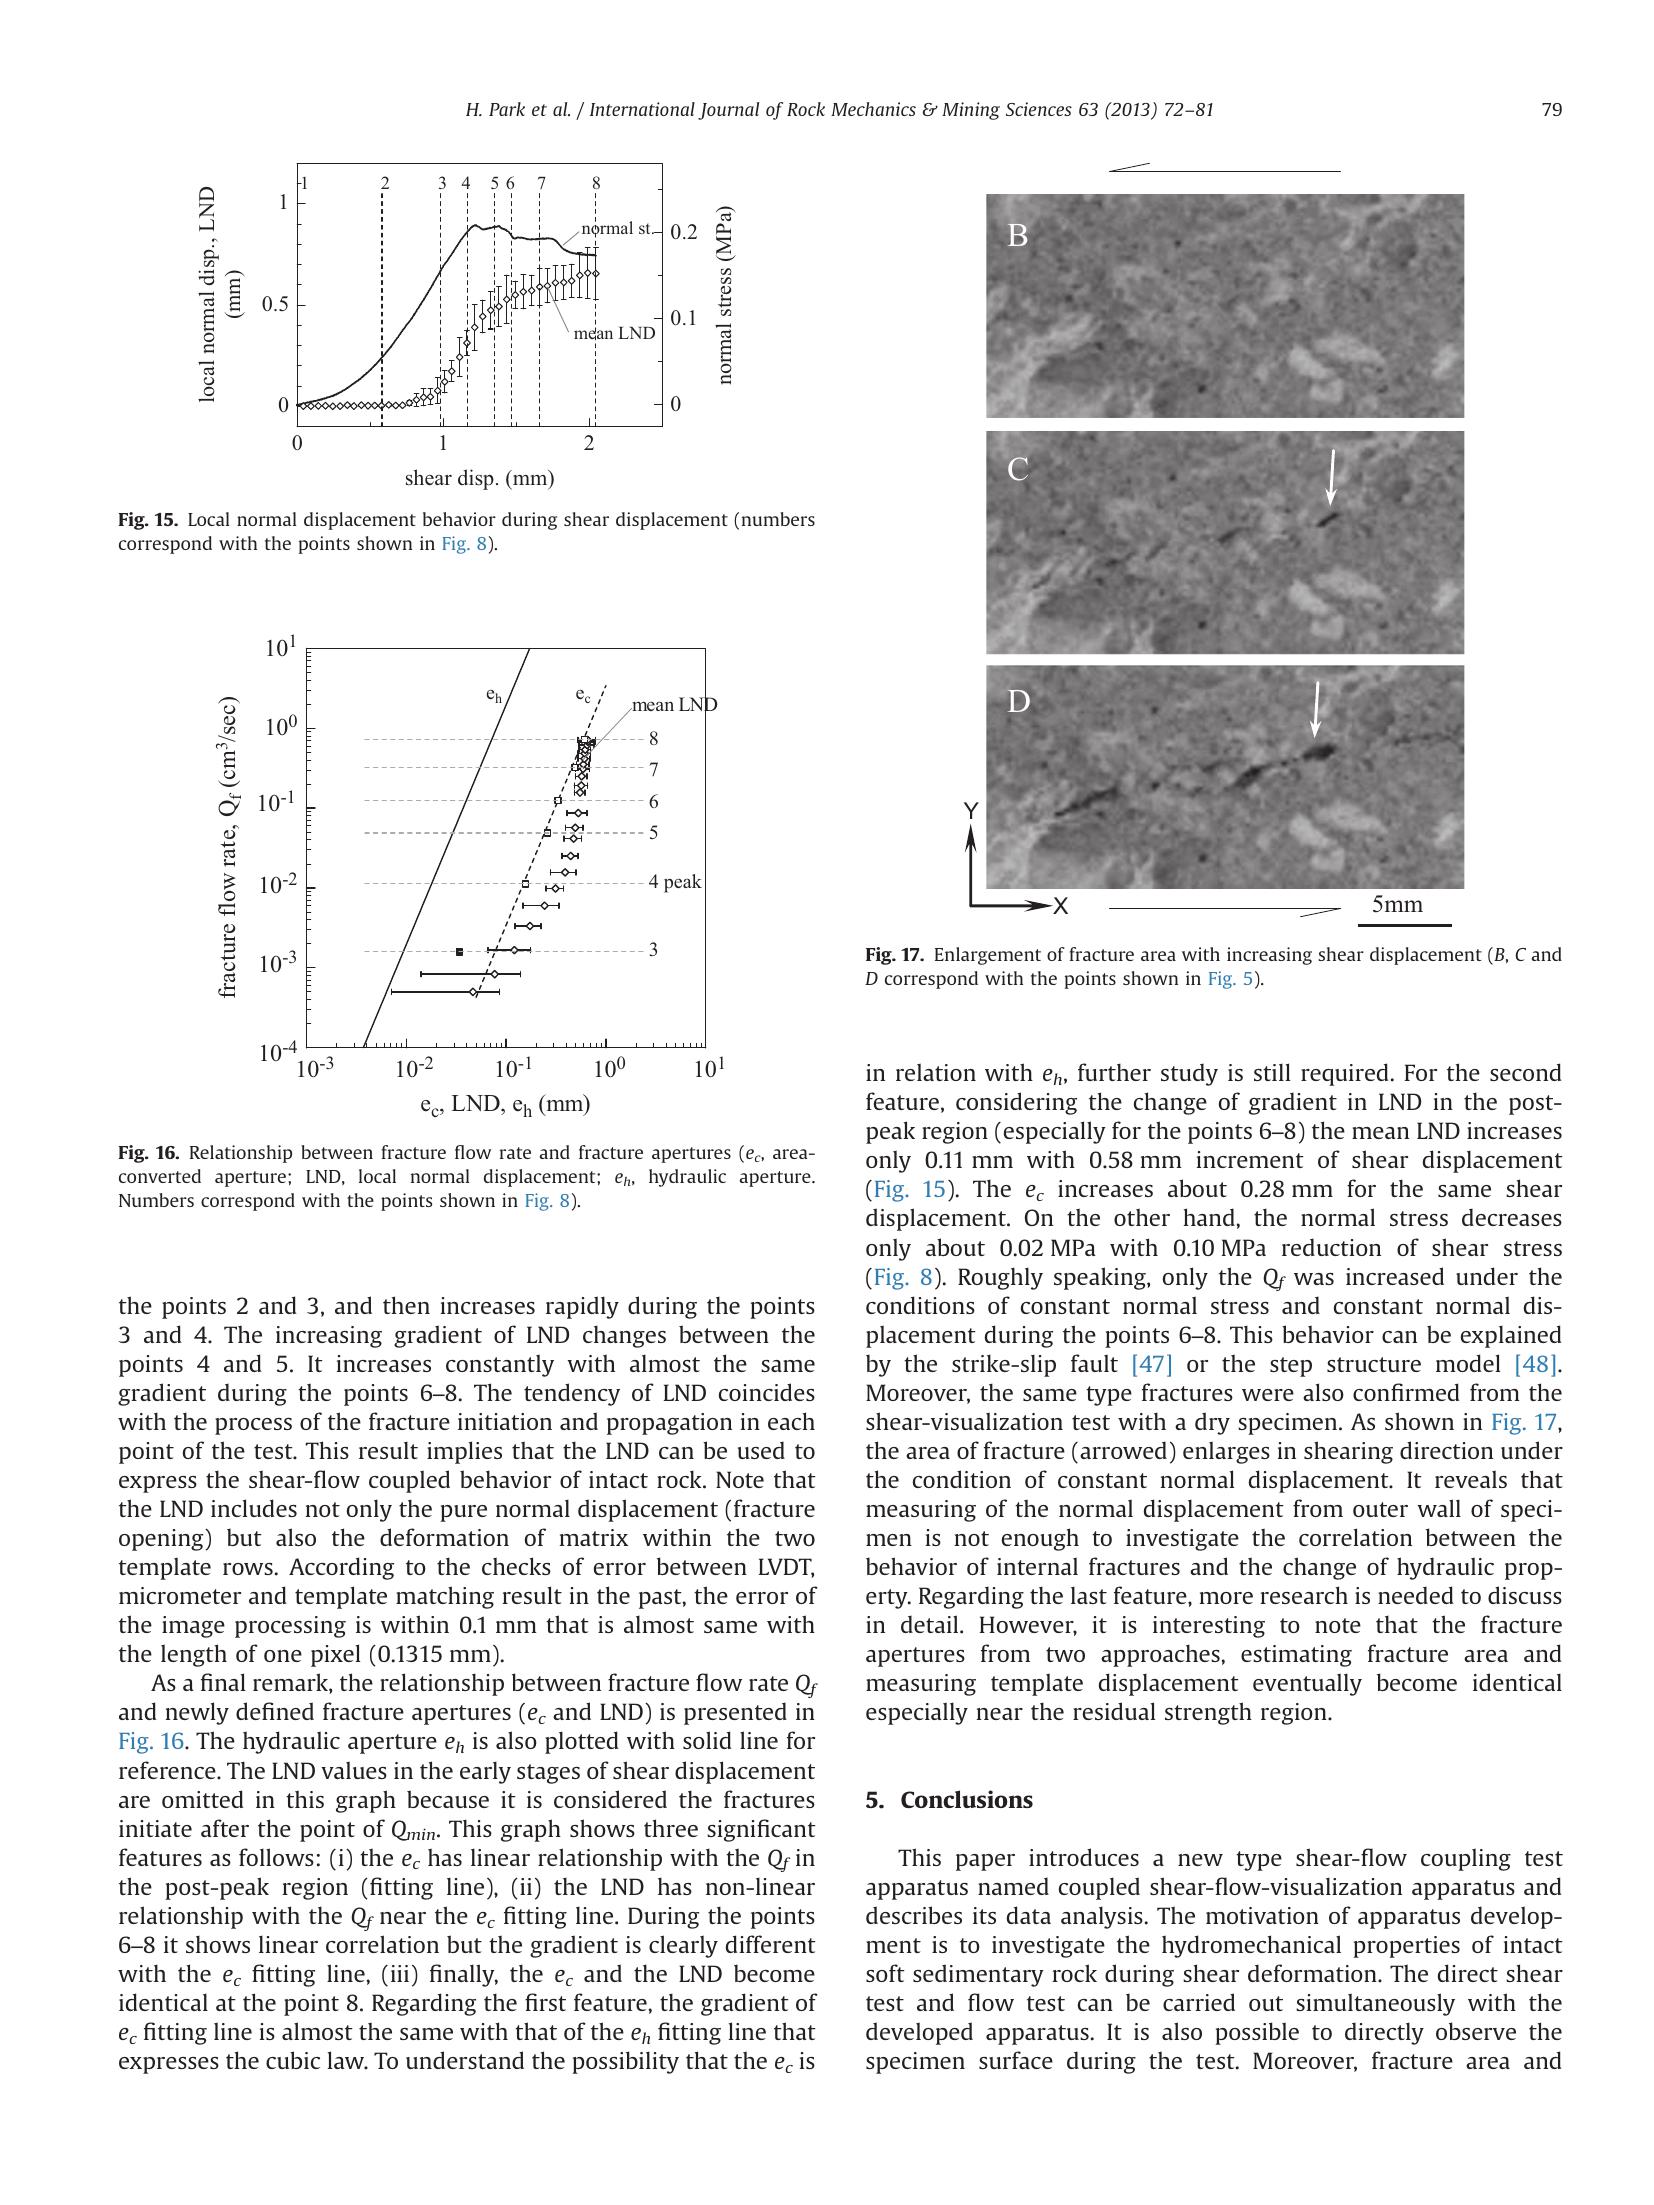 H. Park et al. / International Journal of Rock Mechanics & Mining Sciences 63 (2013) 72–81
79
1 2 3 4 5 6 7 8
1
0.5
0
local normal disp., LND
(mm)
normal st.
mean LND
0.2
0.1
0
normal stress (MPa)
0 1 2
shear disp. (mm)
Fig. 15. Local normal displacement behavior during shear displacement (numbers
correspond with the points shown in Fig. 8).
10^1
10^0
10^-1
10^-2
10^-3
10^-4
fracture flow rate, Q_f (cm^3/sec)
e_h
e_c
mean LND
8
7
6
5
4 peak
3
10^-3 10^-2 10^-1 10^0 10^1
e_c, LND, e_h (mm)
Fig. 16. Relationship between fracture flow rate and fracture apertures (e_c, area-
converted aperture; LND, local normal displacement; e_h, hydraulic aperture.
Numbers correspond with the points shown in Fig. 8).
the points 2 and 3, and then increases rapidly during the points
3 and 4. The increasing gradient of LND changes between the
points 4 and 5. It increases constantly with almost the same
gradient during the points 6–8. The tendency of LND coincides
with the process of the fracture initiation and propagation in each
point of the test. This result implies that the LND can be used to
express the shear-flow coupled behavior of intact rock. Note that
the LND includes not only the pure normal displacement (fracture
opening) but also the deformation of matrix within the two
template rows. According to the checks of error between LVDT,
micrometer and template matching result in the past, the error of
the image processing is within 0.1 mm that is almost same with
the length of one pixel (0.1315 mm).
As a final remark, the relationship between fracture flow rate Q_f
and newly defined fracture apertures (e_c and LND) is presented in
Fig. 16. The hydraulic aperture e_h is also plotted with solid line for
reference. The LND values in the early stages of shear displacement
are omitted in this graph because it is considered the fractures
initiate after the point of Q_min. This graph shows three significant
features as follows: (i) the e_c has linear relationship with the Q_f in
the post-peak region (fitting line), (ii) the LND has non-linear
relationship with the Q_f near the e_c fitting line. During the points
6–8 it shows linear correlation but the gradient is clearly different
with the e_c fitting line, (iii) finally, the e_c and the LND become
identical at the point 8. Regarding the first feature, the gradient of
e_c fitting line is almost the same with that of the e_h fitting line that
expresses the cubic law. To understand the possibility that the e_c is
B
C
D
Y
X
5mm
Fig. 17. Enlargement of fracture area with increasing shear displacement (B, C and
D correspond with the points shown in Fig. 5).
in relation with e_h, further study is still required. For the second
feature, considering the change of gradient in LND in the post-
peak region (especially for the points 6–8) the mean LND increases
only 0.11 mm with 0.58 mm increment of shear displacement
(Fig. 15). The e_c increases about 0.28 mm for the same shear
displacement. On the other hand, the normal stress decreases
only about 0.02 MPa with 0.10 MPa reduction of shear stress
(Fig. 8). Roughly speaking, only the Q_f was increased under the
conditions of constant normal stress and constant normal dis-
placement during the points 6–8. This behavior can be explained
by the strike-slip fault [47] or the step structure model [48].
Moreover, the same type fractures were also confirmed from the
shear-visualization test with a dry specimen. As shown in Fig. 17,
the area of fracture (arrowed) enlarges in shearing direction under
the condition of constant normal displacement. It reveals that
measuring of the normal displacement from outer wall of speci-
men is not enough to investigate the correlation between the
behavior of internal fractures and the change of hydraulic prop-
erty. Regarding the last feature, more research is needed to discuss
in detail. However, it is interesting to note that the fracture
apertures from two approaches, estimating fracture area and
measuring template displacement eventually become identical
especially near the residual strength region.
5. Conclusions
This paper introduces a new type shear-flow coupling test
apparatus named coupled shear-flow-visualization apparatus and
describes its data analysis. The motivation of apparatus develop-
ment is to investigate the hydromechanical properties of intact
soft sedimentary rock during shear deformation. The direct shear
test and flow test can be carried out simultaneously with the
developed apparatus. It is also possible to directly observe the
specimen surface during the test. Moreover, fracture area and